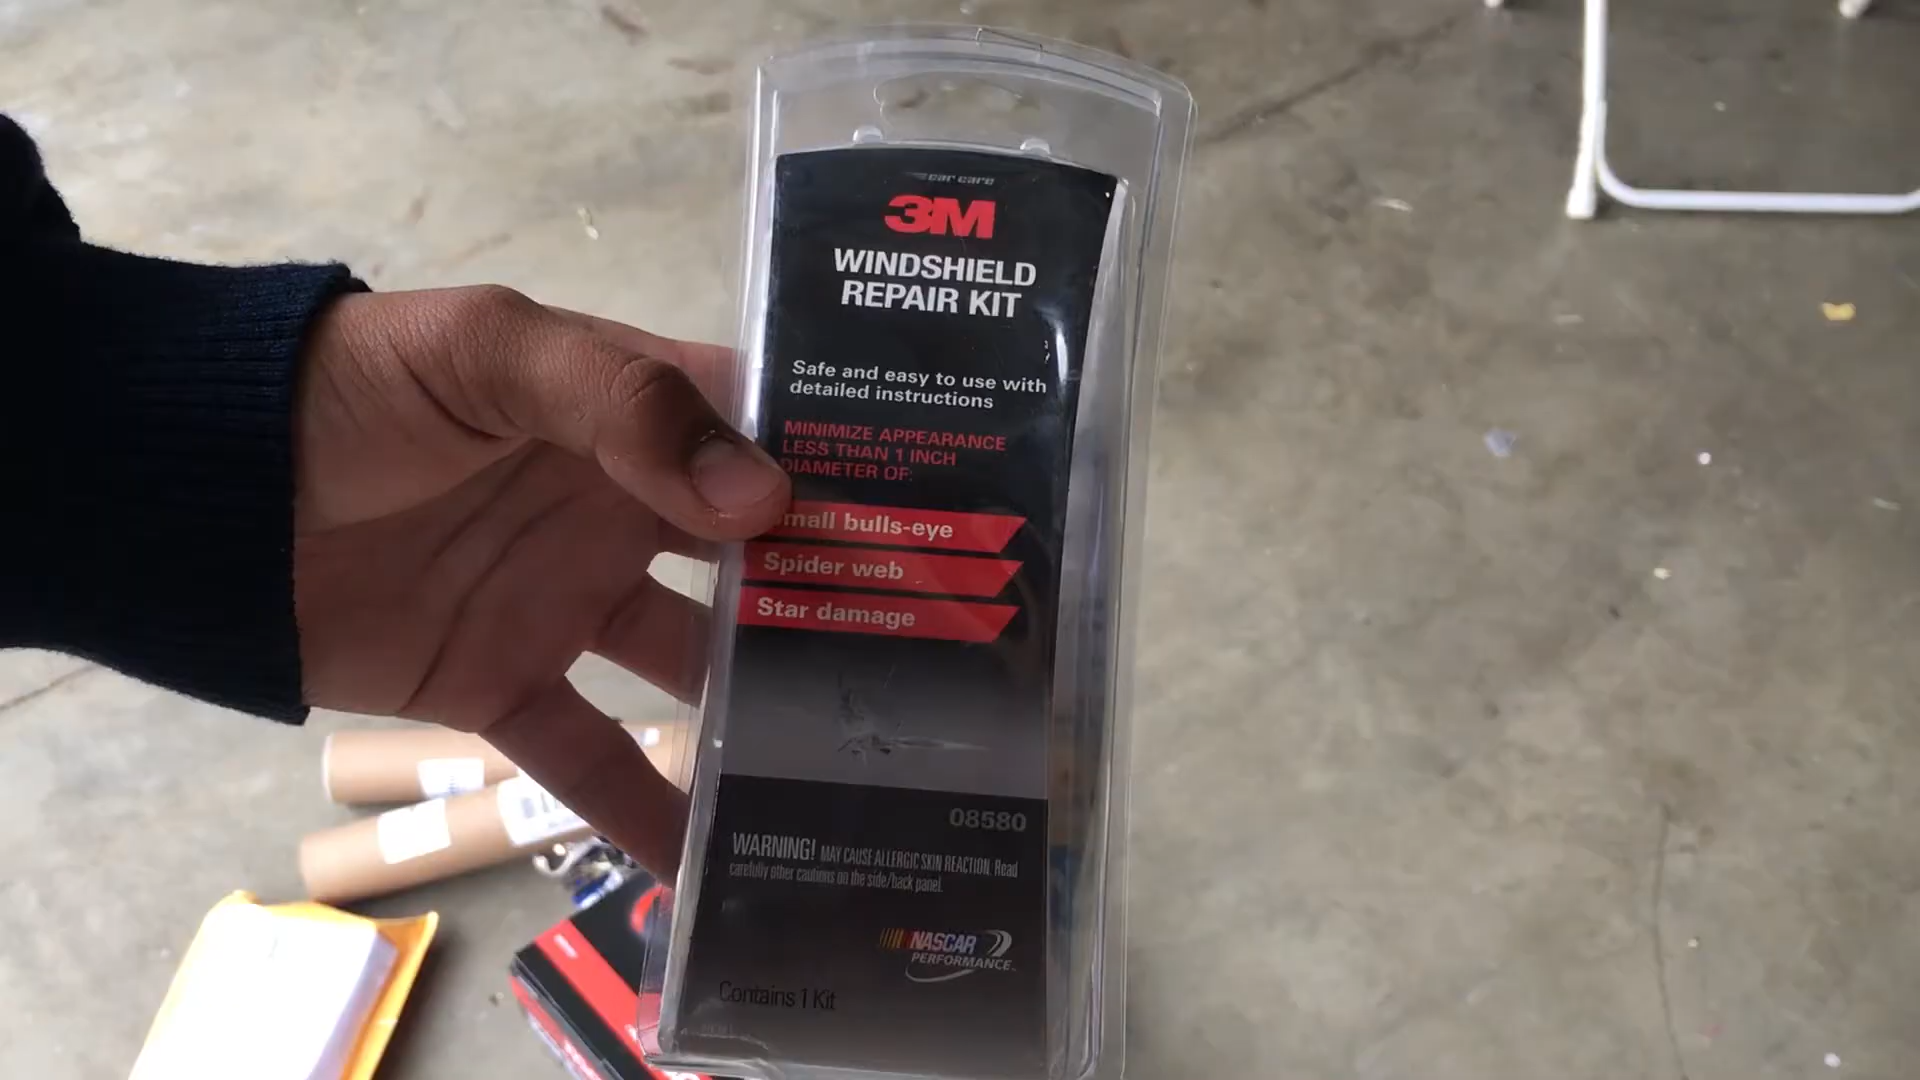 car care
3M
WINDSHIELD
REPAIR KIT
Safe and easy to use with
detailed instructions
MINIMIZE APPEARANCE
LESS THAN 1 INCH
DIAMETER OF:
Small bulls-eye
Spider web
Star damage
08580
WARNING! MAY CAUSE ALLERGIC SKIN REACTION. Read
carefully other cautions on the side/back panel.
NASCAR
PERFORMANCE
Contains 1 Kit